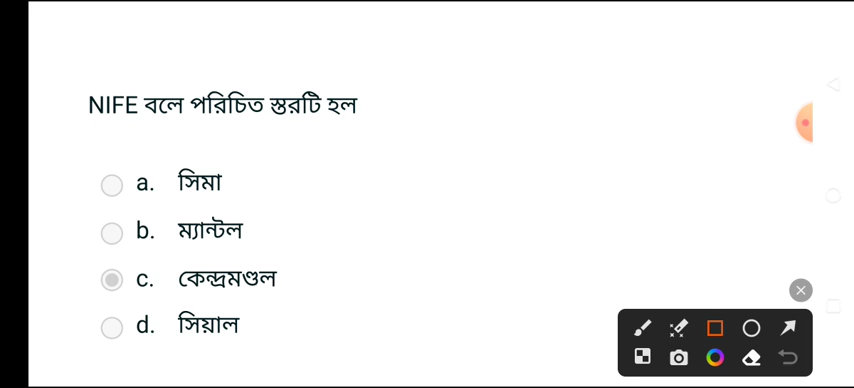 NIFE বলে পরিচিত স্তরটি হল
a. সিমা
b. ম্যান্টল
c. কেন্দ্রমণ্ডল
d. সিয়াল